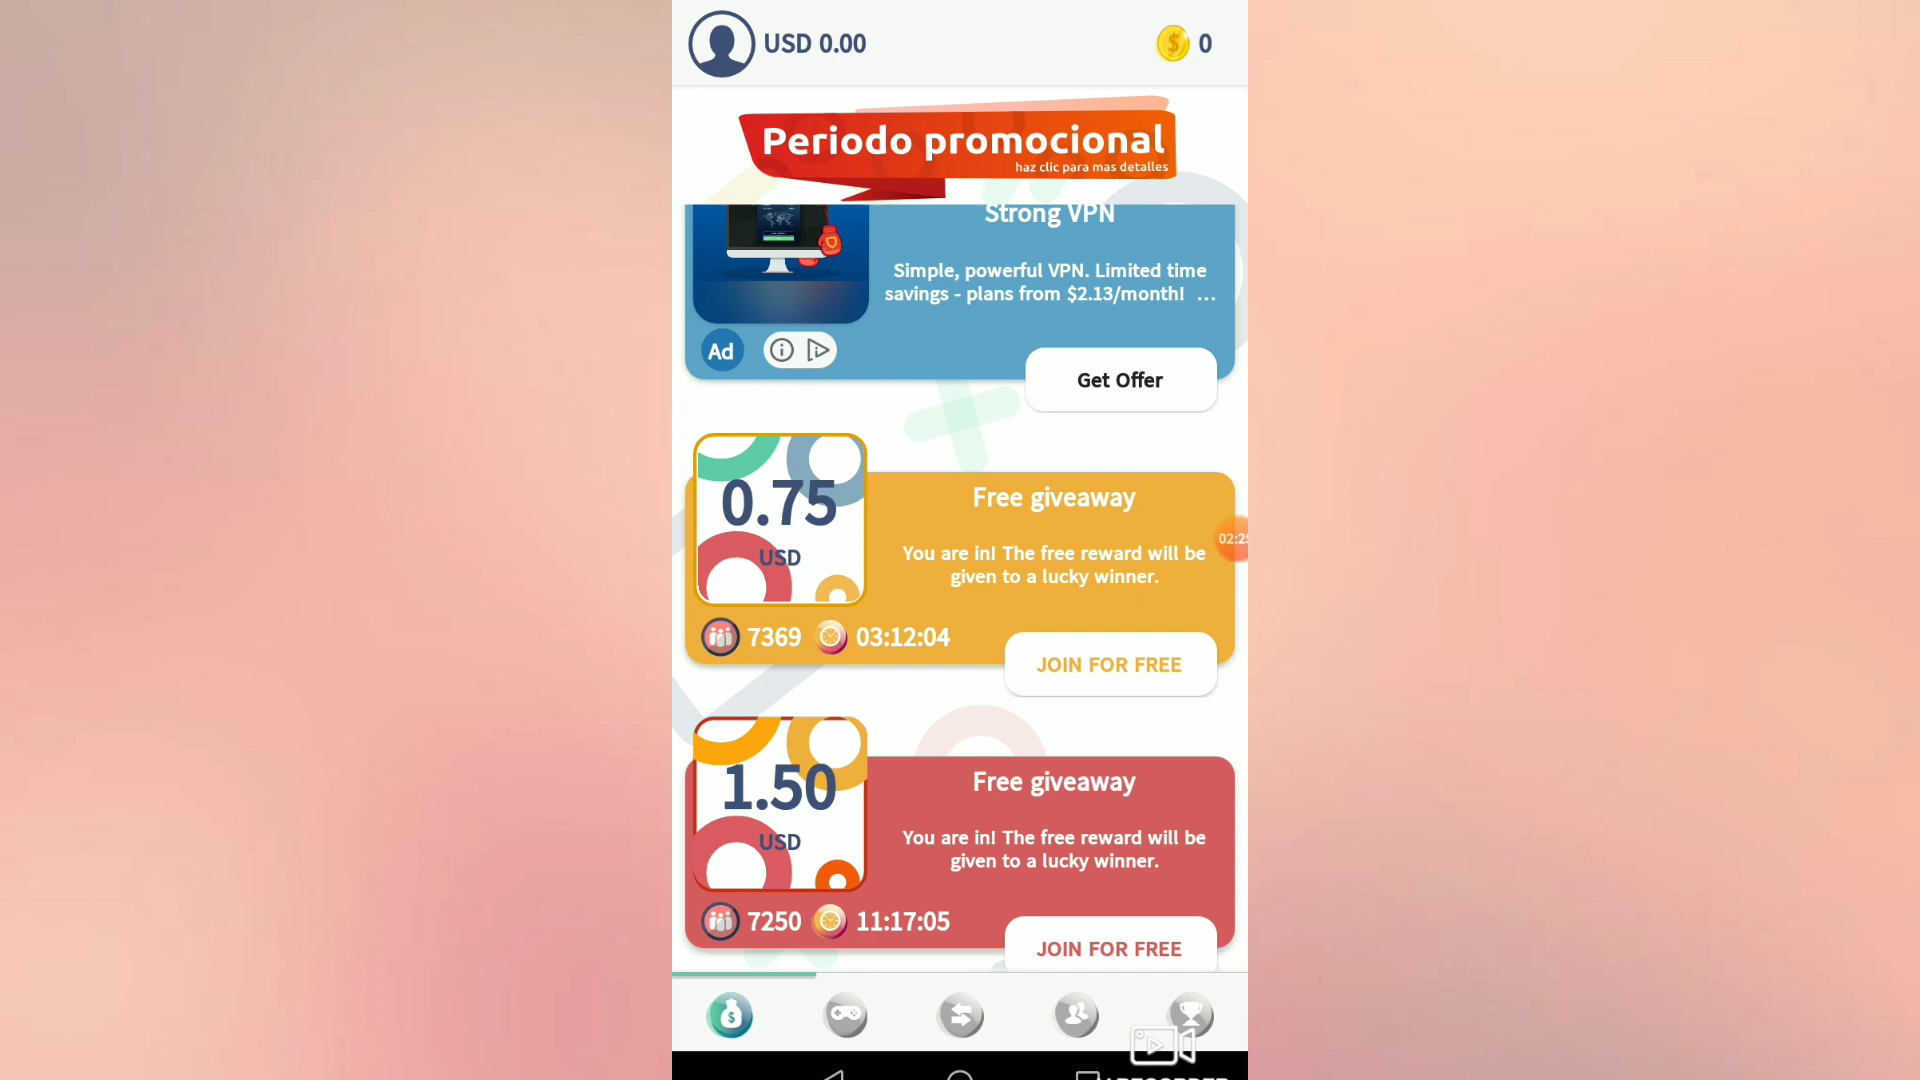 USD 0.00
0
Periodo promocional
haz clic para mas detalles
Strong VPN
Simple, powerful VPN. Limited time
savings - plans from $2.13/month! ...
Ad
Get Offer
0.75
USD
Free giveaway
You are in! The free reward will be
given to a lucky winner.
02:25
7369
03:12:04
JOIN FOR FREE
1.50
USD
Free giveaway
You are in! The free reward will be
given to a lucky winner.
7250
11:17:05
JOIN FOR FREE